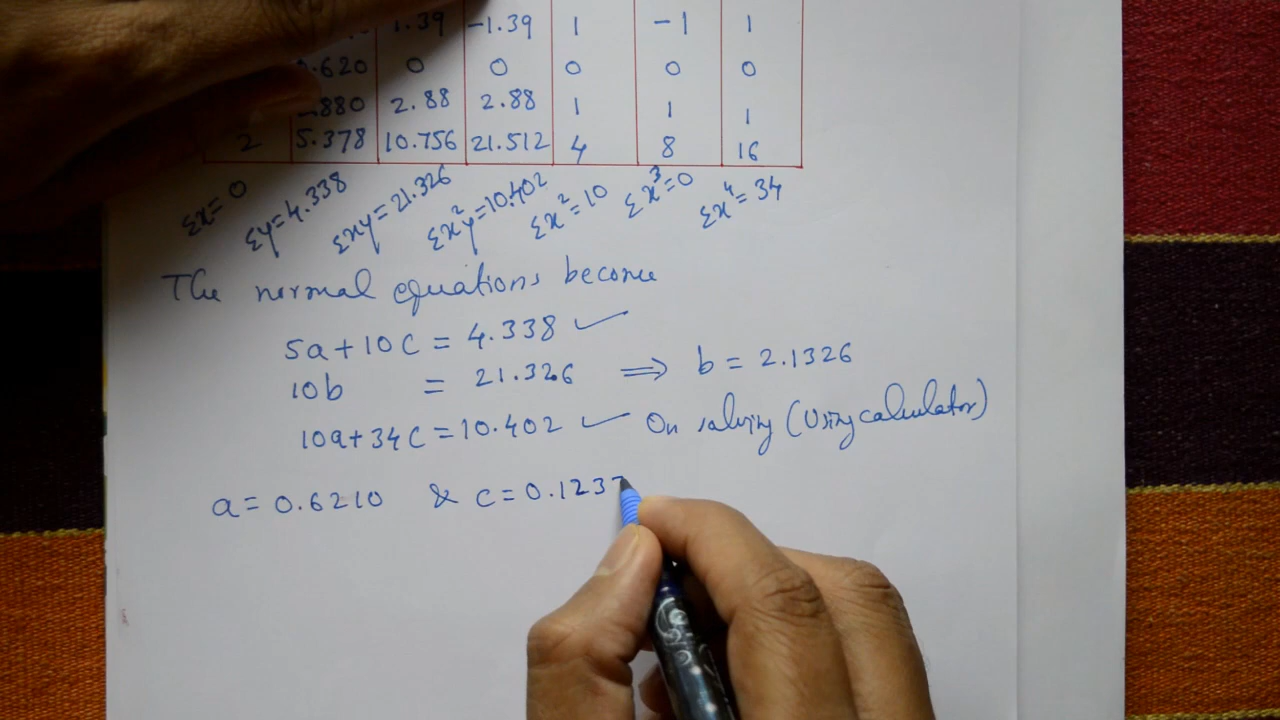 1.39 -1.39 1 -1 1
.620 0 0 0 0 0
.880 2.88 2.88 1 1 1
2 5.378 10.756 21.512 4 8 16
Σx=0 Σy=4.338 Σxy=21.326 Σx²y=10.402 Σx²=10 Σx³=0 Σx⁴=34
The normal equations become
5a+10c=4.338 ✓
10b = 21.326 ⟹ b=2.1326
10a+34c=10.402 ✓ On solving (Using calculator)
a=0.6210 & c=0.123